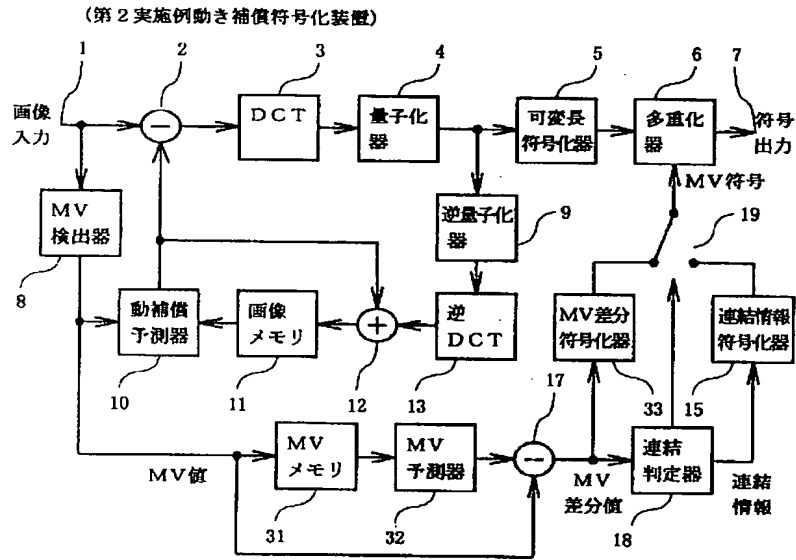 (第2実施例動き補償符号化装置)
1
2
3
4
5
6
7
画像
入力
−
DCT
量子化
器
可変長
符号化器
多重化
器
符号
出力
MV符号
MV
検出器
8
逆量子化
器
9
19
動補償
予測器
10
画像
メモリ
11
+
12
逆
DCT
13
MV差分
符号化器
33
連結情報
符号化器
15
17
MV値
MV
メモリ
31
MV
予測器
32
−
MV
差分値
連結
判定器
18
連結
情報